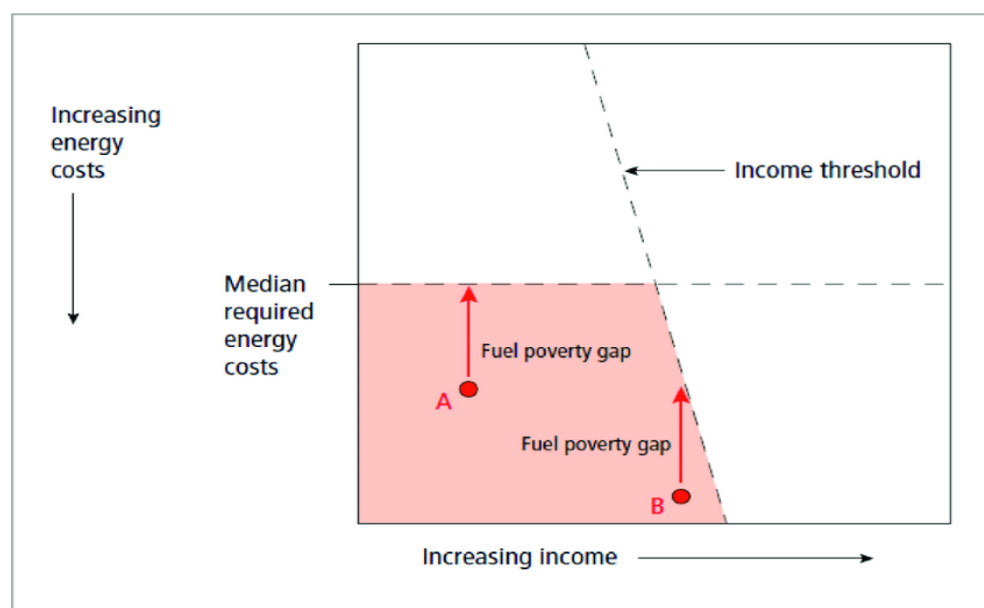 Increasing
energy
costs
Income threshold
Median
required
energy
costs
Fuel poverty gap
A
Fuel poverty gap
B
Increasing income